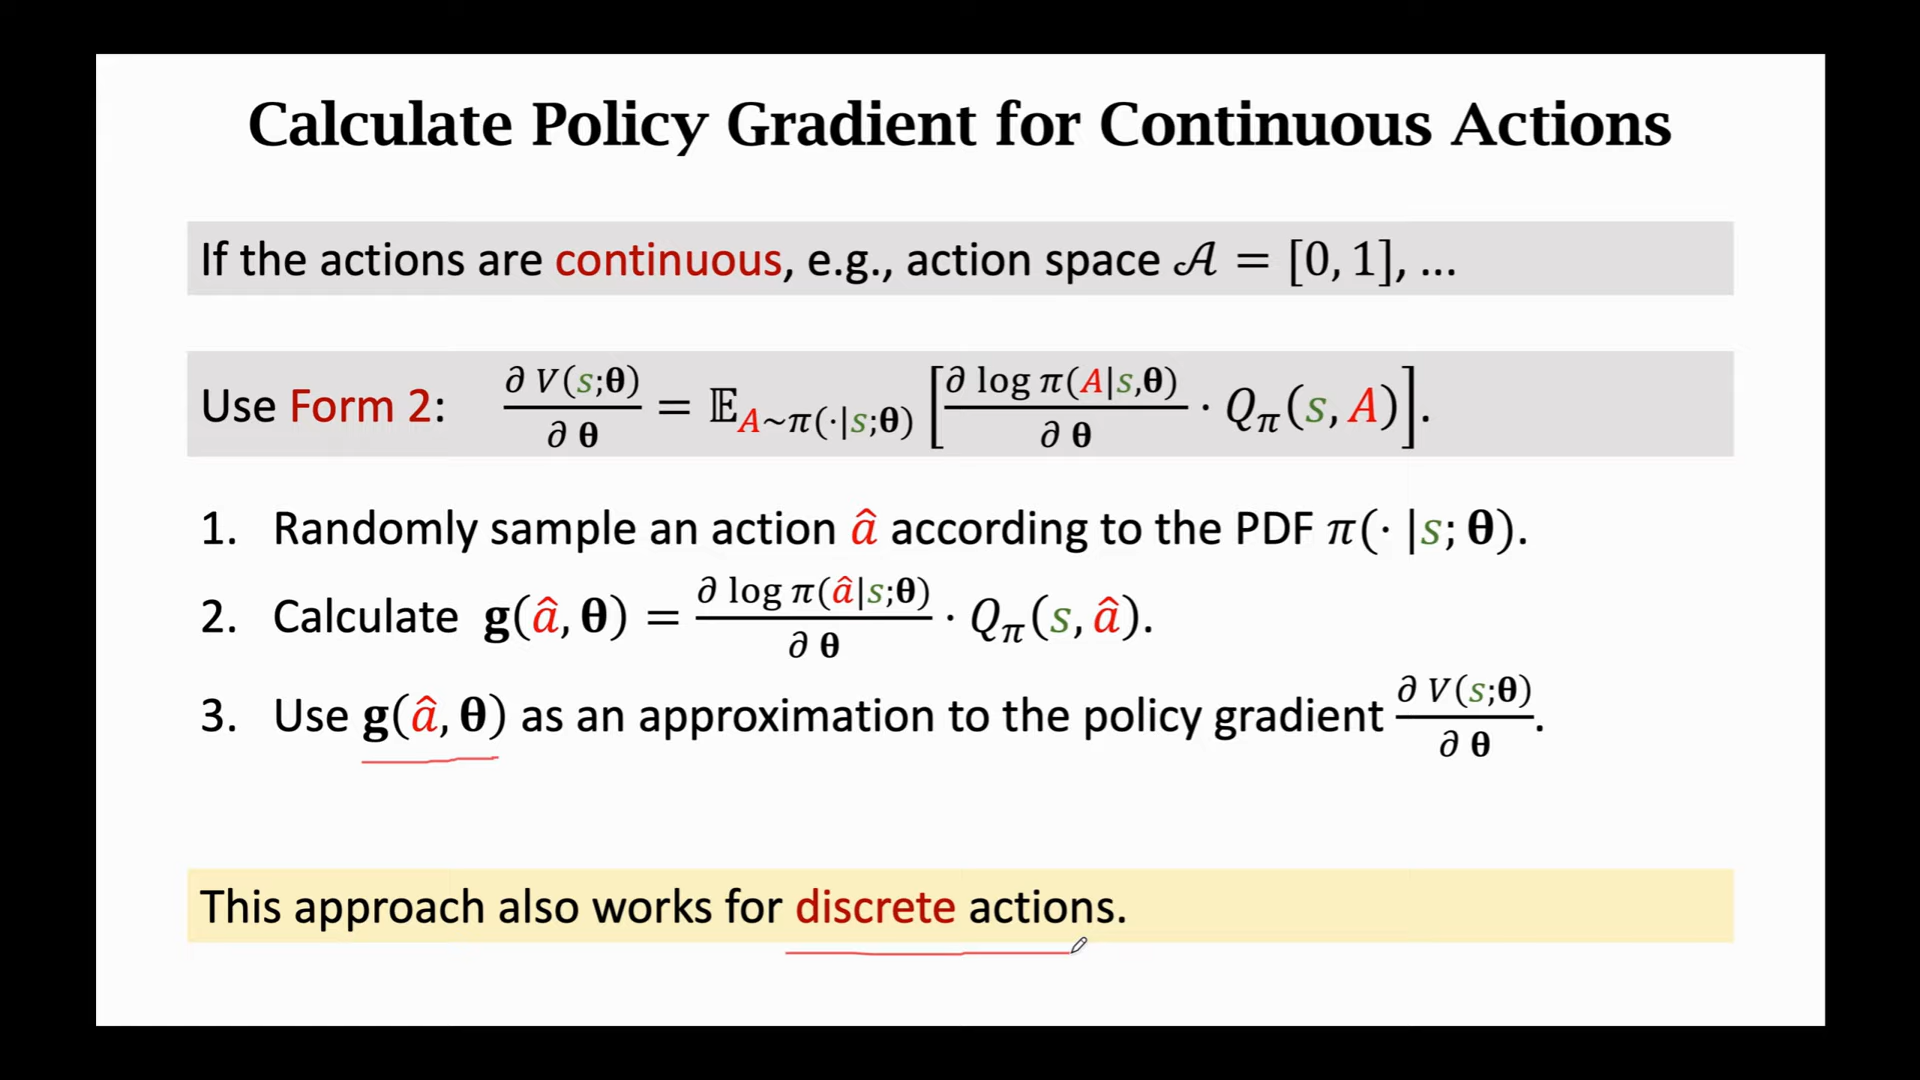 Calculate Policy Gradient for Continuous Actions
If the actions are continuous, e.g., action space 𝒜 = [0, 1], ...
Use Form 2: ∂ V(s;θ) / ∂ θ = 𝔼_{A~π(·|s;θ)} [ ∂ log π(A|s,θ) / ∂ θ · Q_π(s, A) ].
1. Randomly sample an action â according to the PDF π(· |s; θ).
2. Calculate g(â, θ) = ∂ log π(â|s;θ) / ∂ θ · Q_π(s, â).
3. Use g(â, θ) as an approximation to the policy gradient ∂ V(s;θ) / ∂ θ.
This approach also works for discrete actions.